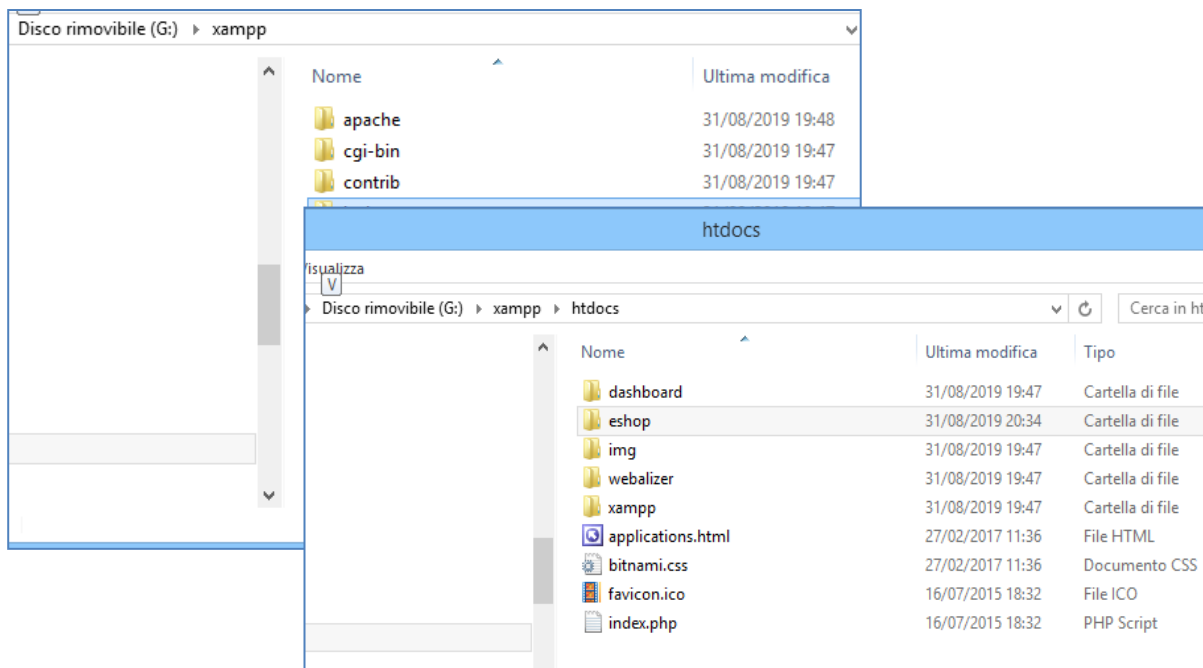 Disco rimovibile (G:) xampp
Nome Ultima modifica
apache 31/08/2019 19:48
cgi-bin 31/08/2019 19:47
contrib 31/08/2019 19:47
htdocs
Visualizza
V
Disco rimovibile (G:) xampp htdocs Cerca in ht
Nome Ultima modifica Tipo
dashboard 31/08/2019 19:47 Cartella di file
eshop 31/08/2019 20:34 Cartella di file
img 31/08/2019 19:47 Cartella di file
webalizer 31/08/2019 19:47 Cartella di file
xampp 31/08/2019 19:47 Cartella di file
applications.html 27/02/2017 11:36 File HTML
bitnami.css 27/02/2017 11:36 Documento CSS
favicon.ico 16/07/2015 18:32 File ICO
index.php 16/07/2015 18:32 PHP Script